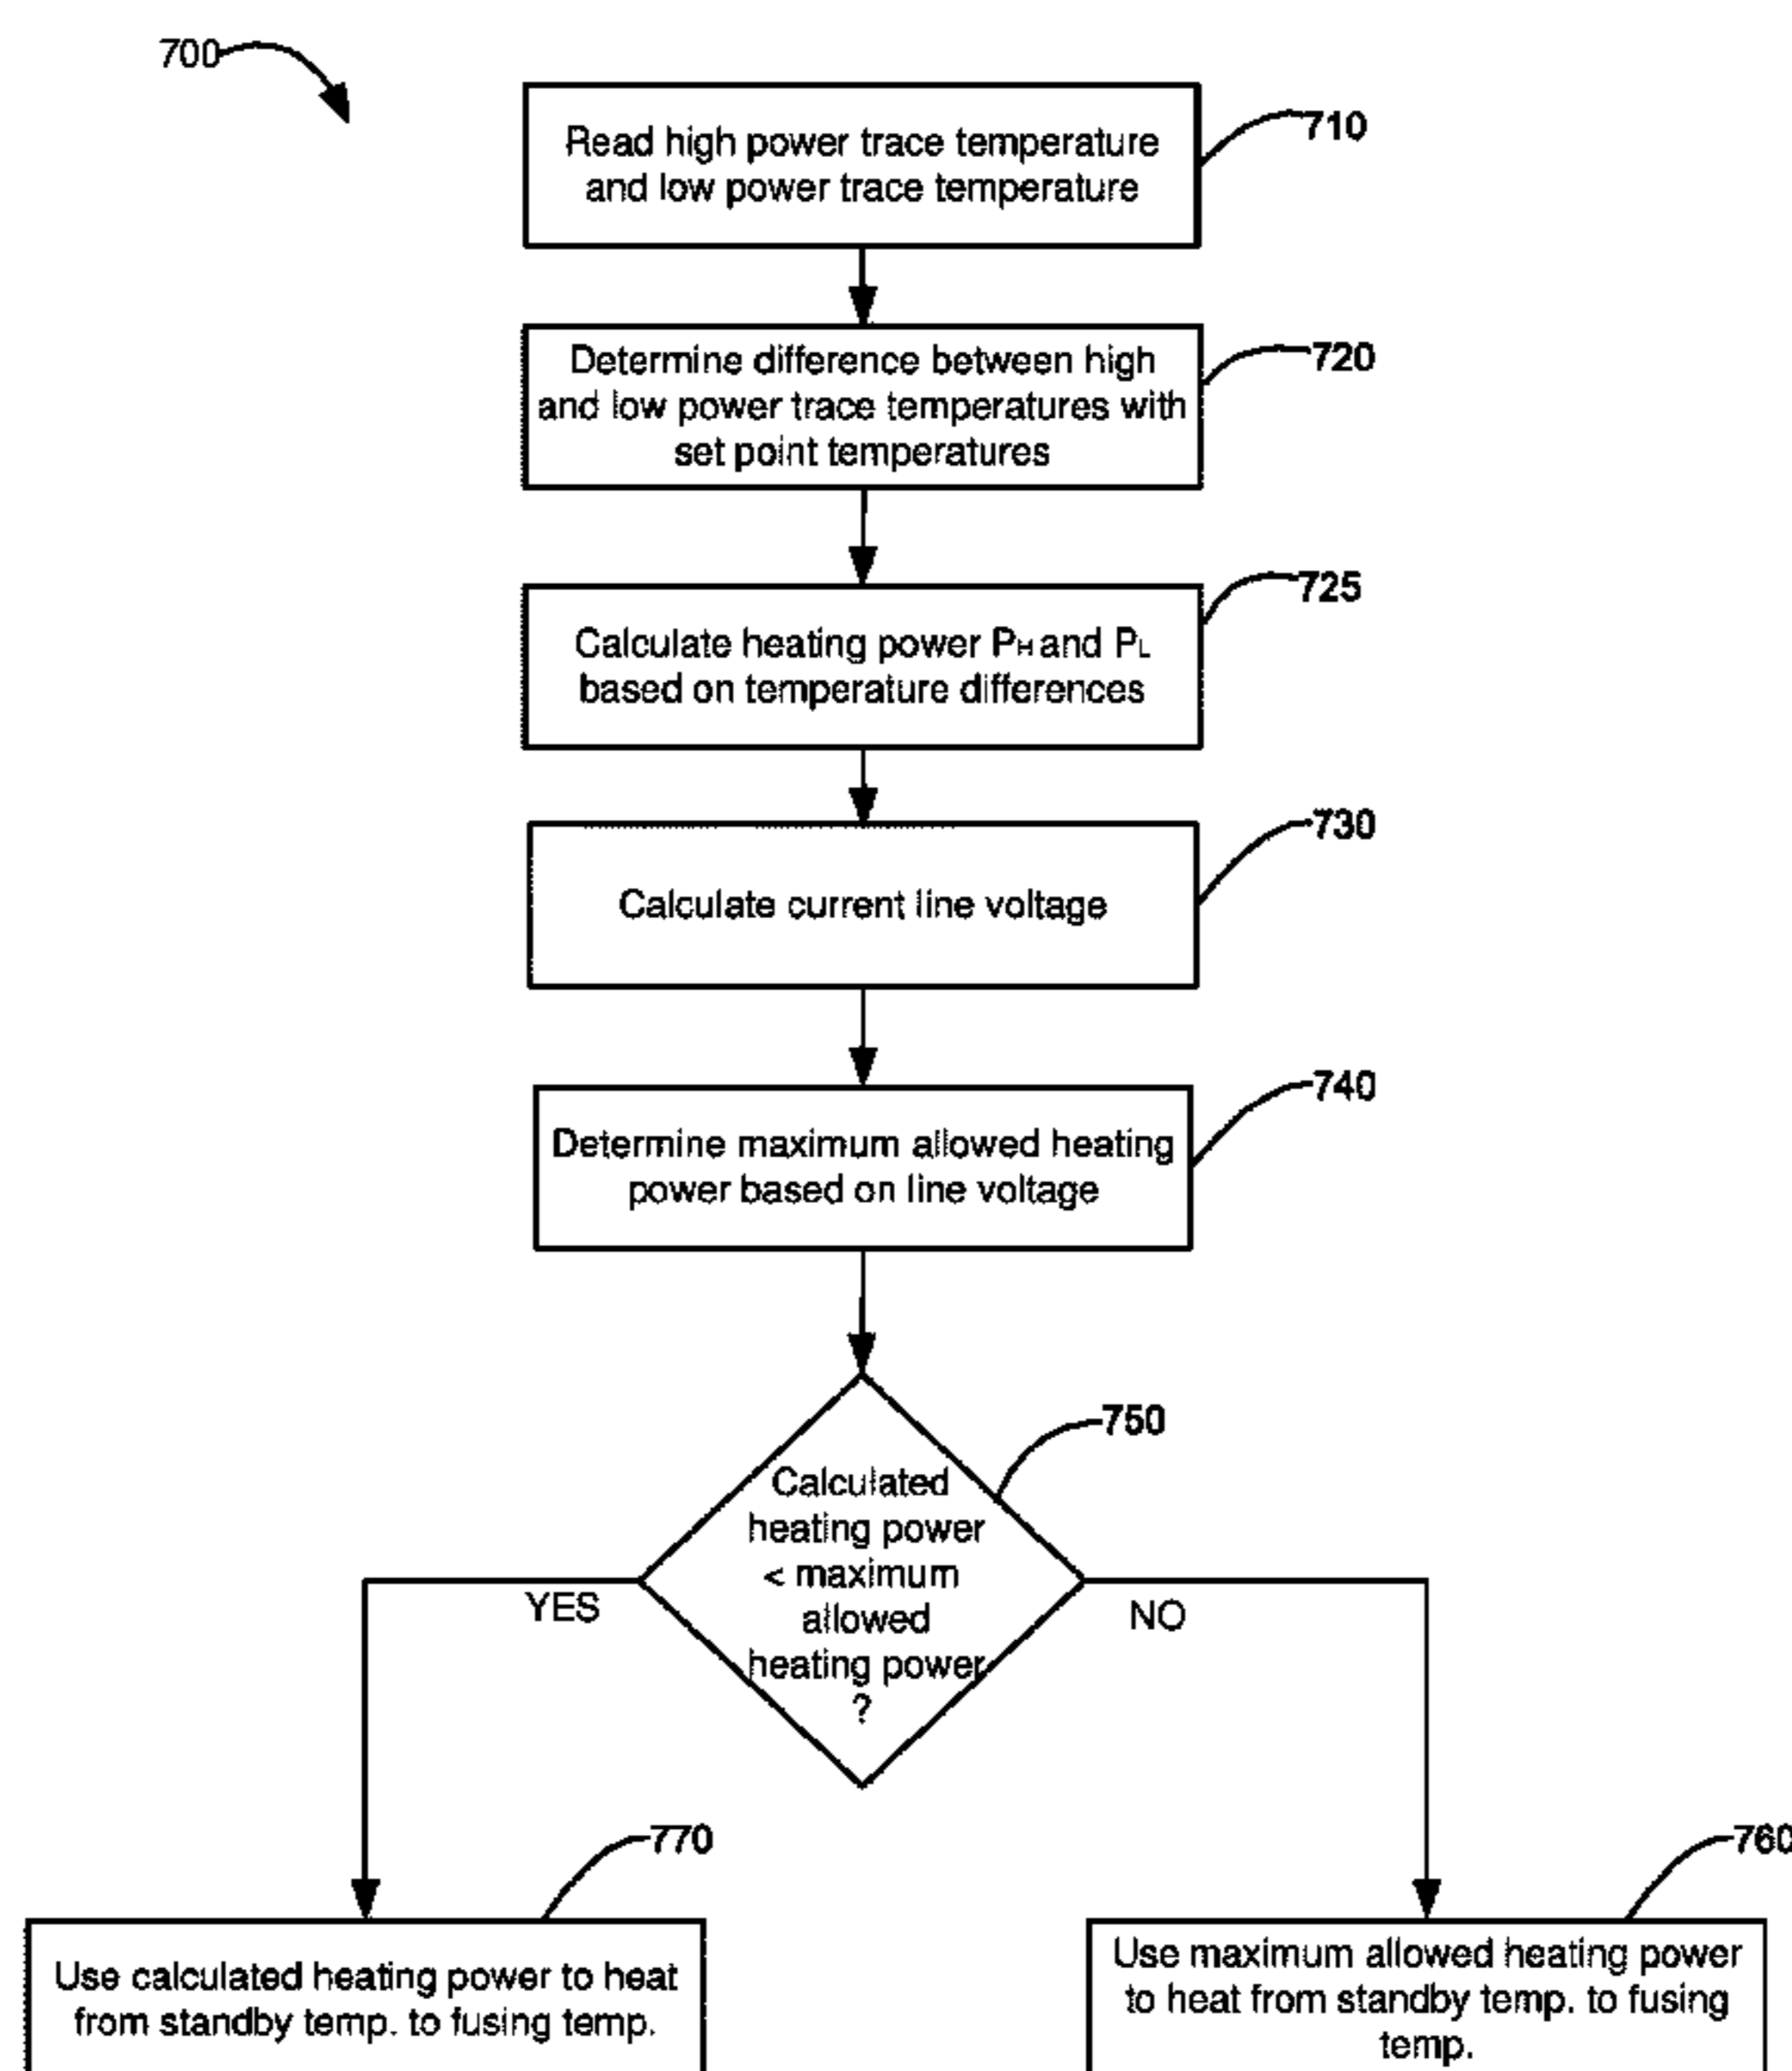 700
Read high power trace temperature
and low power trace temperature
710
Determine difference between high
and low power trace temperatures with
set point temperatures
720
Calculate heating power PH and PL
based on temperature differences
725
Calculate current line voltage
730
Determine maximum allowed heating
power based on line voltage
740
Calculated
heating power
< maximum
allowed
heating power
?
750
YES
NO
770
Use calculated heating power to heat
from standby temp. to fusing temp.
760
Use maximum allowed heating power
to heat from standby temp. to fusing
temp.